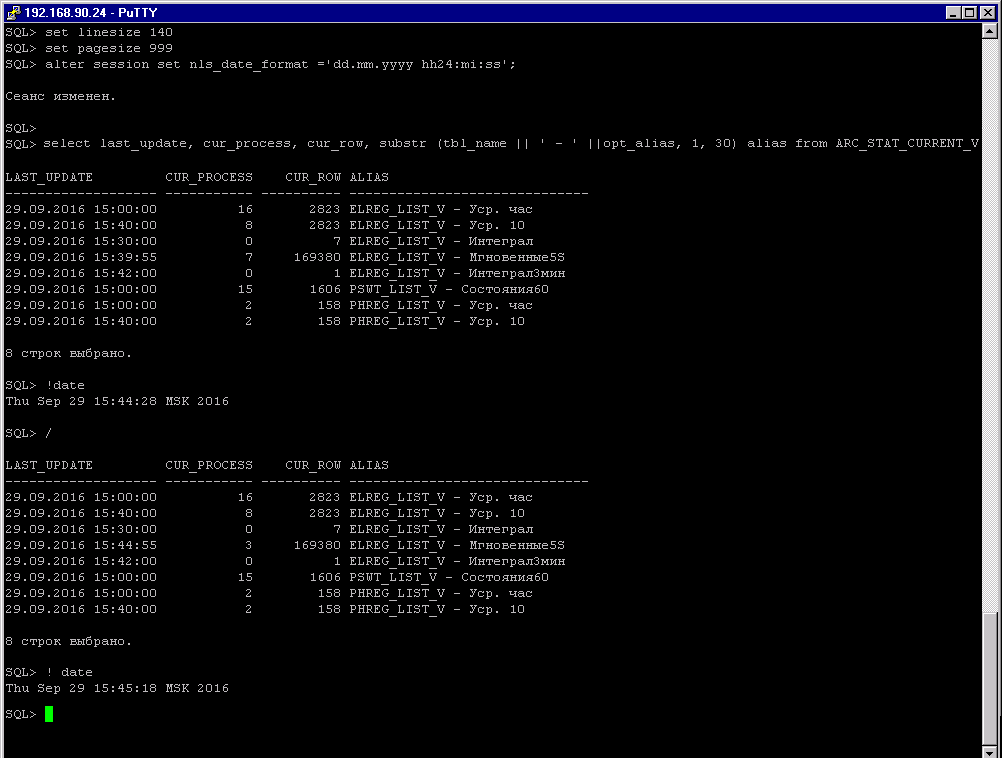 192.168.90.24 - PuTTY
SQL> set linesize 140
SQL> set pagesize 999
SQL> alter session set nls_date_format ='dd.mm.yyyy hh24:mi:ss';
Сеанс изменен.
SQL>
SQL> select last_update, cur_process, cur_row, substr (tbl_name || ' - ' ||opt_alias, 1, 30) alias from ARC_STAT_CURRENT_V
LAST_UPDATE         CUR_PROCESS    CUR_ROW ALIAS
------------------- ----------- ---------- ------------------------------
29.09.2016 15:00:00          16       2823 ELREG_LIST_V - Уср. час
29.09.2016 15:40:00           8       2823 ELREG_LIST_V - Уср. 10
29.09.2016 15:30:00           0          7 ELREG_LIST_V - Интеграл
29.09.2016 15:39:55           7     169380 ELREG_LIST_V - Мгновенные5S
29.09.2016 15:42:00           0          1 ELREG_LIST_V - Интеграл3мин
29.09.2016 15:00:00          15       1606 PSWT_LIST_V - Состояния60
29.09.2016 15:00:00           2        158 PHREG_LIST_V - Уср. час
29.09.2016 15:40:00           2        158 PHREG_LIST_V - Уср. 10
8 строк выбрано.
SQL> !date
Thu Sep 29 15:44:28 MSK 2016
SQL> /
LAST_UPDATE         CUR_PROCESS    CUR_ROW ALIAS
------------------- ----------- ---------- ------------------------------
29.09.2016 15:00:00          16       2823 ELREG_LIST_V - Уср. час
29.09.2016 15:40:00           8       2823 ELREG_LIST_V - Уср. 10
29.09.2016 15:30:00           0          7 ELREG_LIST_V - Интеграл
29.09.2016 15:44:55           3     169380 ELREG_LIST_V - Мгновенные5S
29.09.2016 15:42:00           0          1 ELREG_LIST_V - Интеграл3мин
29.09.2016 15:00:00          15       1606 PSWT_LIST_V - Состояния60
29.09.2016 15:00:00           2        158 PHREG_LIST_V - Уср. час
29.09.2016 15:40:00           2        158 PHREG_LIST_V - Уср. 10
8 строк выбрано.
SQL> ! date
Thu Sep 29 15:45:18 MSK 2016
SQL>